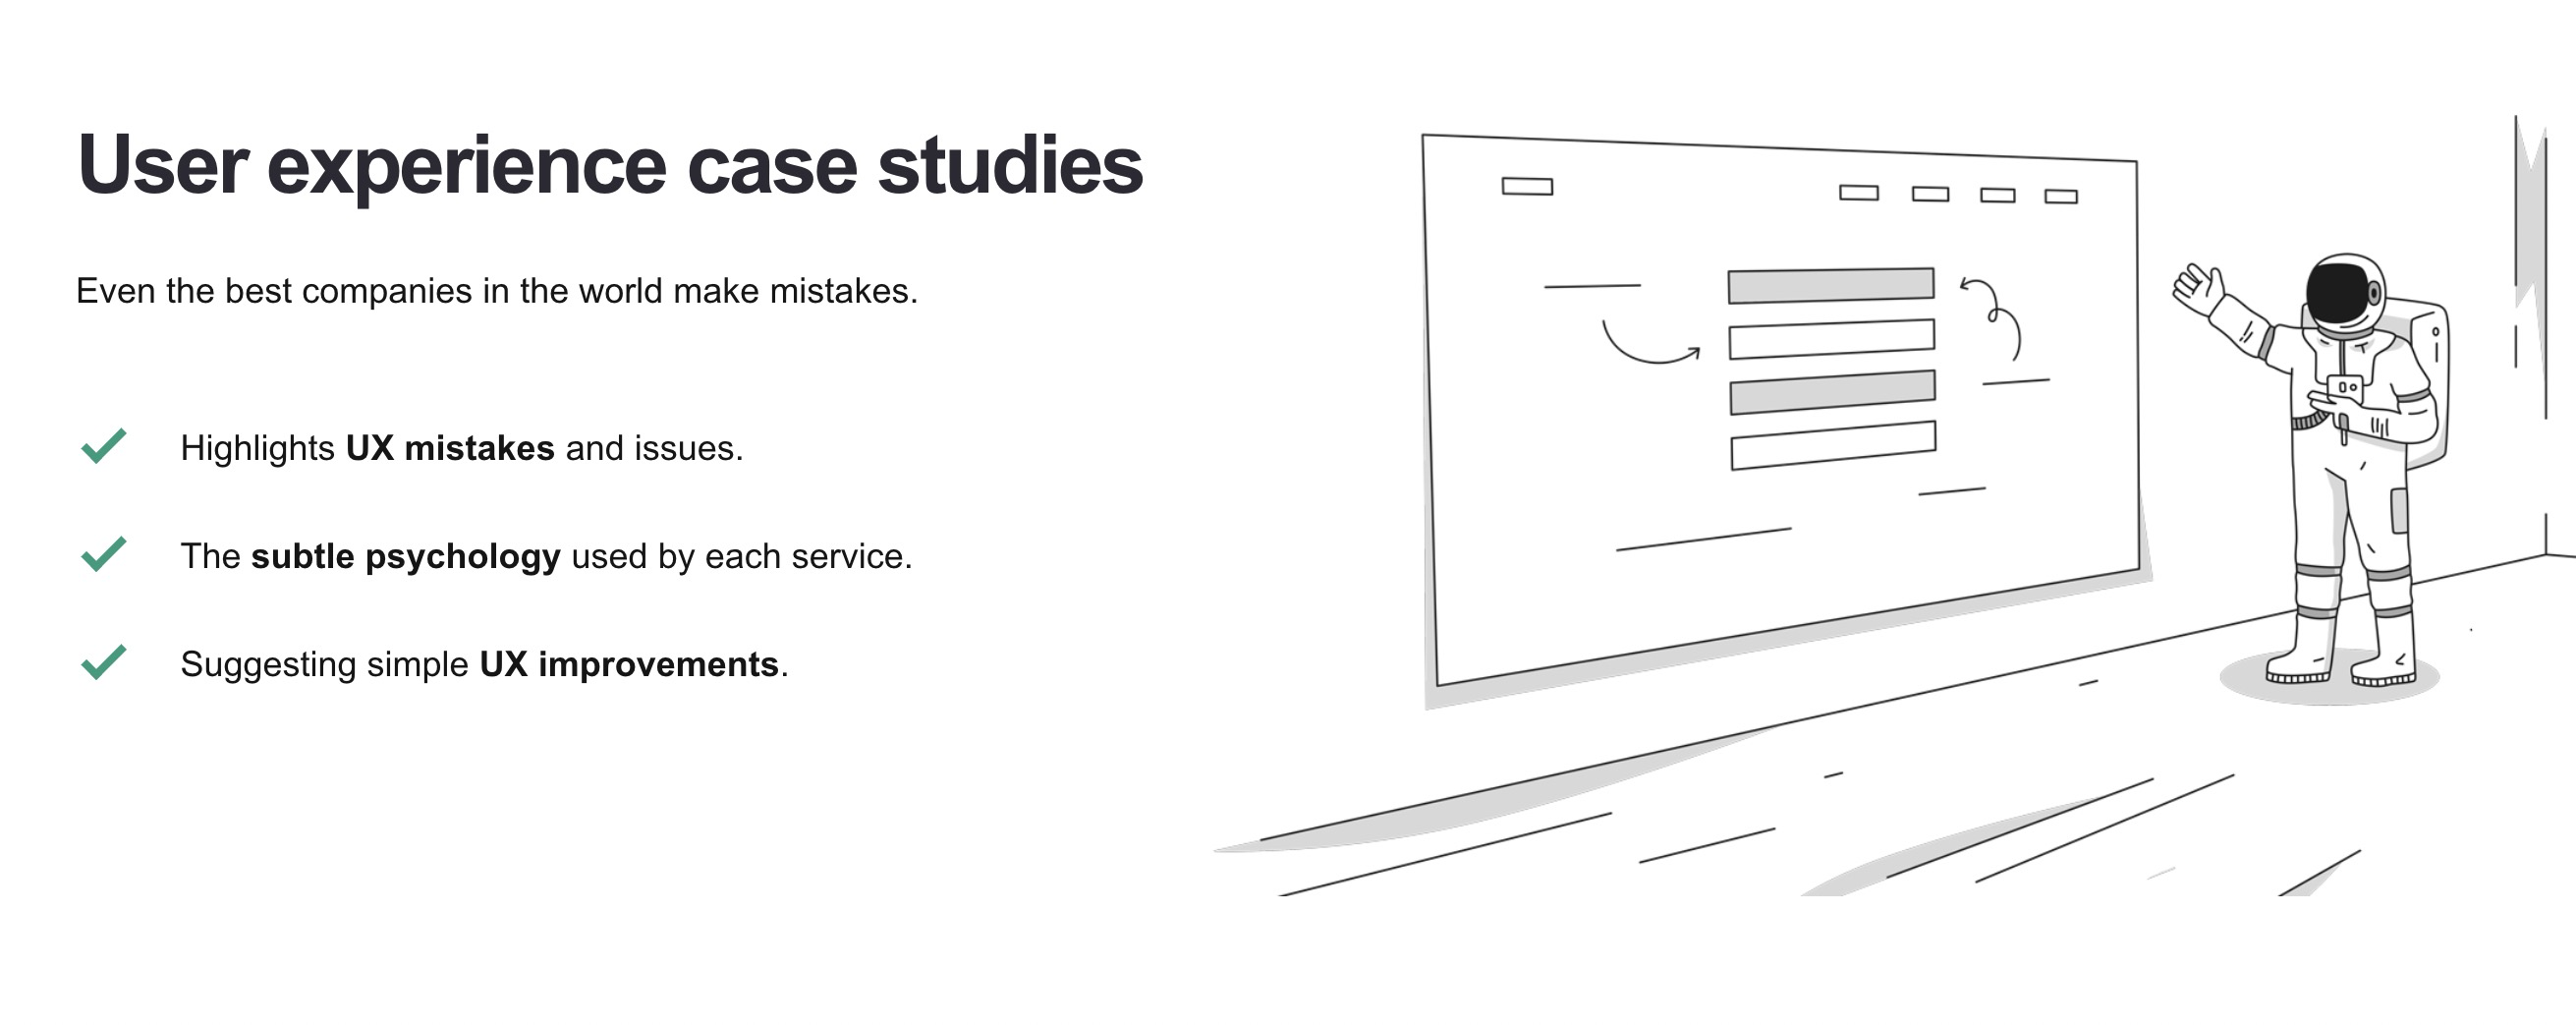 User experience case studies
Even the best companies in the world make mistakes.
Highlights UX mistakes and issues.
The subtle psychology used by each service.
Suggesting simple UX improvements.